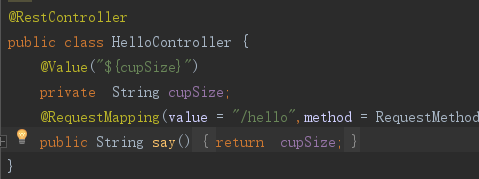 @RestController
public class HelloController {
@Value("${cupSize}")
private  String cupSize;
@RequestMapping(value = "/hello",method = RequestMethod
public String say() { return  cupSize; }
}